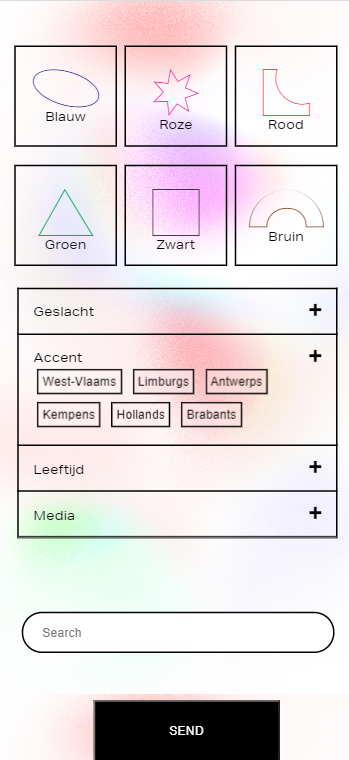 Blauw Roze Rood
Groen Zwart Bruin
Geslacht +
Accent +
West-Vlaams Limburgs Antwerps
Kempens Hollands Brabants
Leeftijd +
Media +
Search
SEND